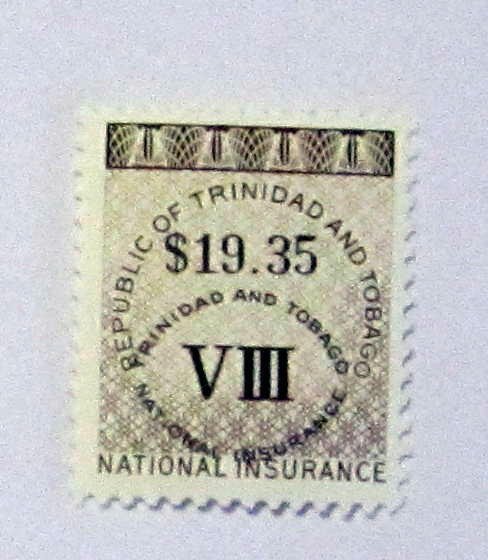 REPUBLIC OF TRINIDAD AND TOBAGO
$19.35
TRINIDAD AND TOBAGO
VIII
NATIONAL INSURANCE
NATIONAL INSURANCE